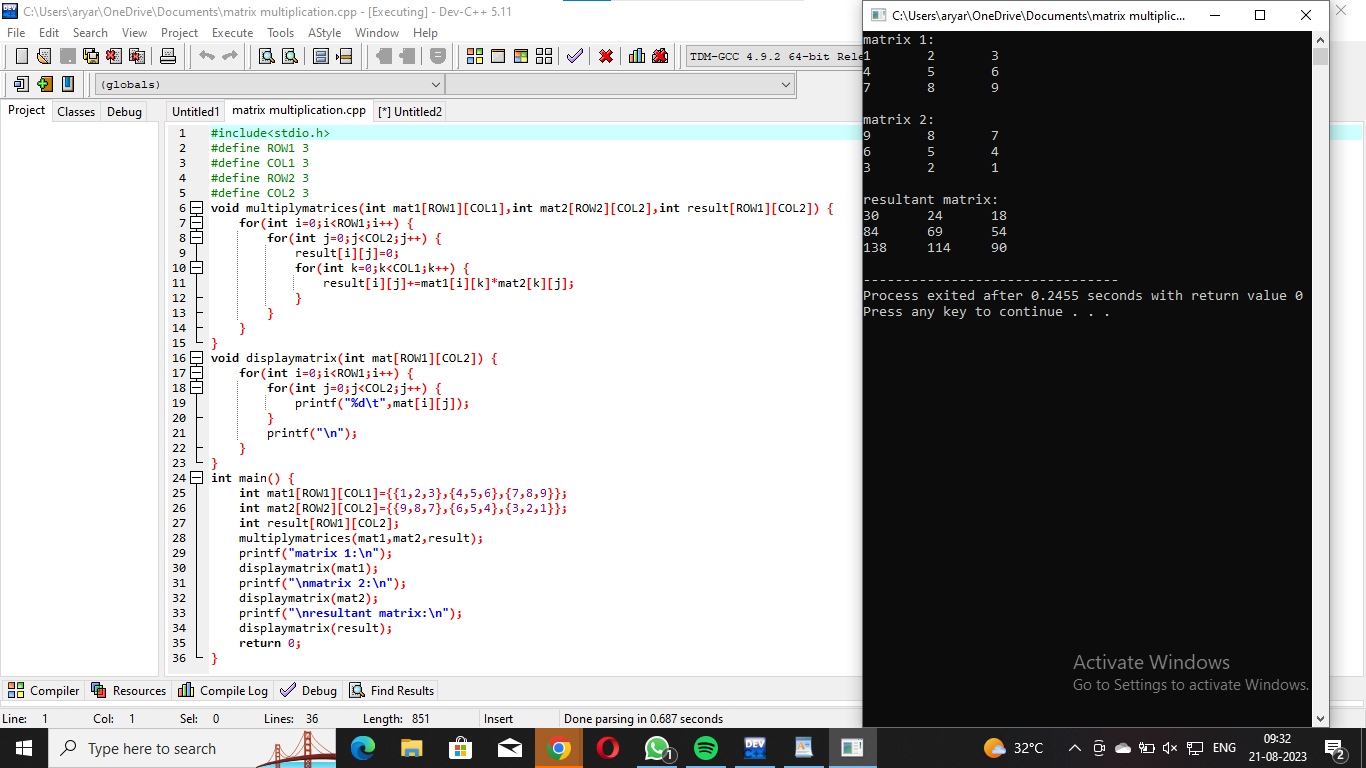 C:\Users\aryar\OneDrive\Documents\matrix multiplication.cpp - [Executing] - Dev-C++ 5.11
File Edit Search View Project Execute Tools AStyle Window Help
TDM-GCC 4.9.2 64-bit Rele
(globals)
Project Classes Debug
Untitled1 matrix multiplication.cpp [*] Untitled2
1 #include<stdio.h>
2 #define ROW1 3
3 #define COL1 3
4 #define ROW2 3
5 #define COL2 3
6 void multiplymatrices(int mat1[ROW1][COL1],int mat2[ROW2][COL2],int result[ROW1][COL2]) {
7 for(int i=0;i<ROW1;i++) {
8 for(int j=0;j<COL2;j++) {
9 result[i][j]=0;
10 for(int k=0;k<COL1;k++) {
11 result[i][j]+=mat1[i][k]*mat2[k][j];
12 }
13 }
14 }
15 }
16 void displaymatrix(int mat[ROW1][COL2]) {
17 for(int i=0;i<ROW1;i++) {
18 for(int j=0;j<COL2;j++) {
19 printf("%d\t",mat[i][j]);
20 }
21 printf("\n");
22 }
23 }
24 int main() {
25 int mat1[ROW1][COL1]={{1,2,3},{4,5,6},{7,8,9}};
26 int mat2[ROW2][COL2]={{9,8,7},{6,5,4},{3,2,1}};
27 int result[ROW1][COL2];
28 multiplymatrices(mat1,mat2,result);
29 printf("matrix 1:\n");
30 displaymatrix(mat1);
31 printf("\nmatrix 2:\n");
32 displaymatrix(mat2);
33 printf("\nresultant matrix:\n");
34 displaymatrix(result);
35 return 0;
36 }
Compiler Resources Compile Log Debug Find Results
Line: 1 Col: 1 Sel: 0 Lines: 36 Length: 851 Insert Done parsing in 0.687 seconds
C:\Users\aryar\OneDrive\Documents\matrix multiplic...
matrix 1:
1 2 3
4 5 6
7 8 9
matrix 2:
9 8 7
6 5 4
3 2 1
resultant matrix:
30 24 18
84 69 54
138 114 90
--------------------------------
Process exited after 0.2455 seconds with return value 0
Press any key to continue . . .
Activate Windows
Go to Settings to activate Windows.
Type here to search
DEV
1
32°C
ENG
09:32
21-08-2023
2